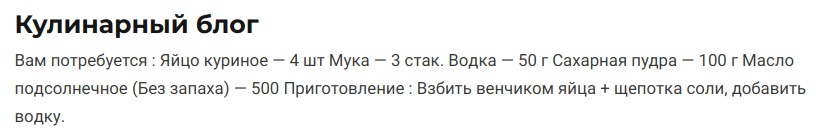 Кулинарный блог
Вам потребуется : Яйцо куриное — 4 шт Мука — 3 стак. Водка — 50 г Сахарная пудра — 100 г Масло
подсолнечное (Без запаха) — 500 Приготовление : Взбить венчиком яйца + щепотка соли, добавить
водку.